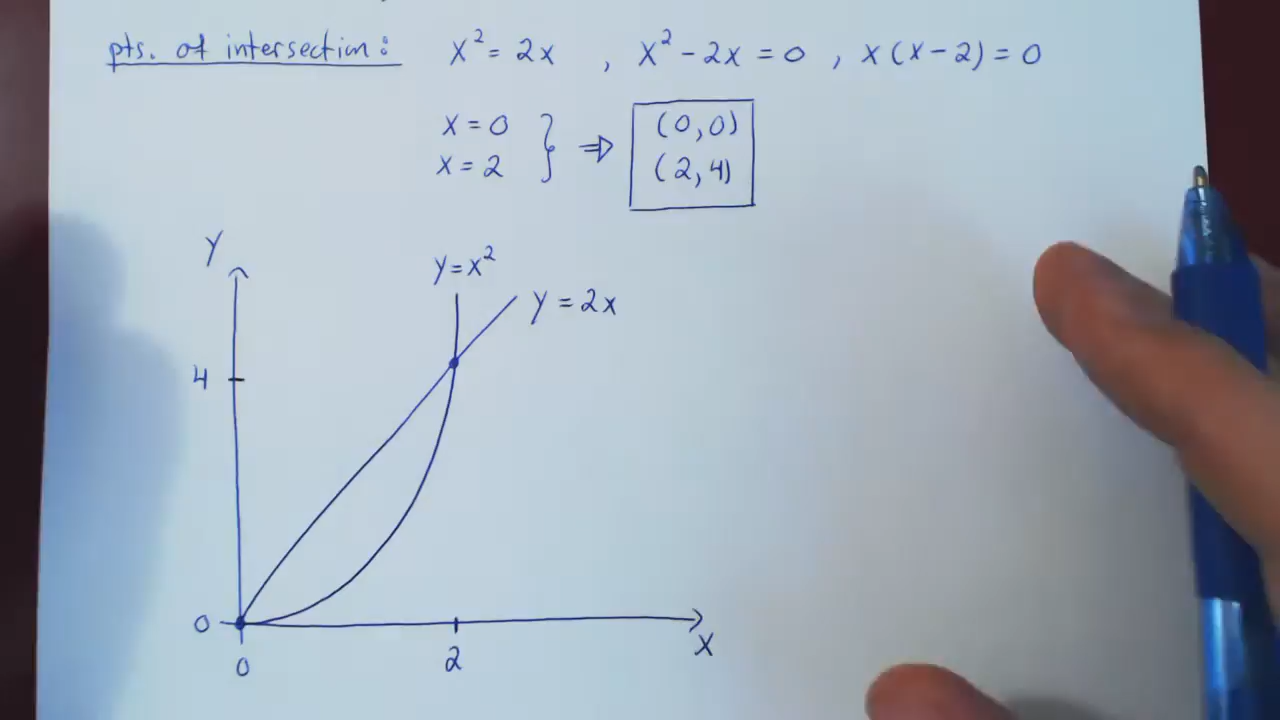 pts. of intersection: x² = 2x , x² - 2x = 0 , x(x-2) = 0
x = 0 } ⇒ (0,0)
x = 2 (2,4)
y
y = x²
y = 2x
4
0
x
0 2